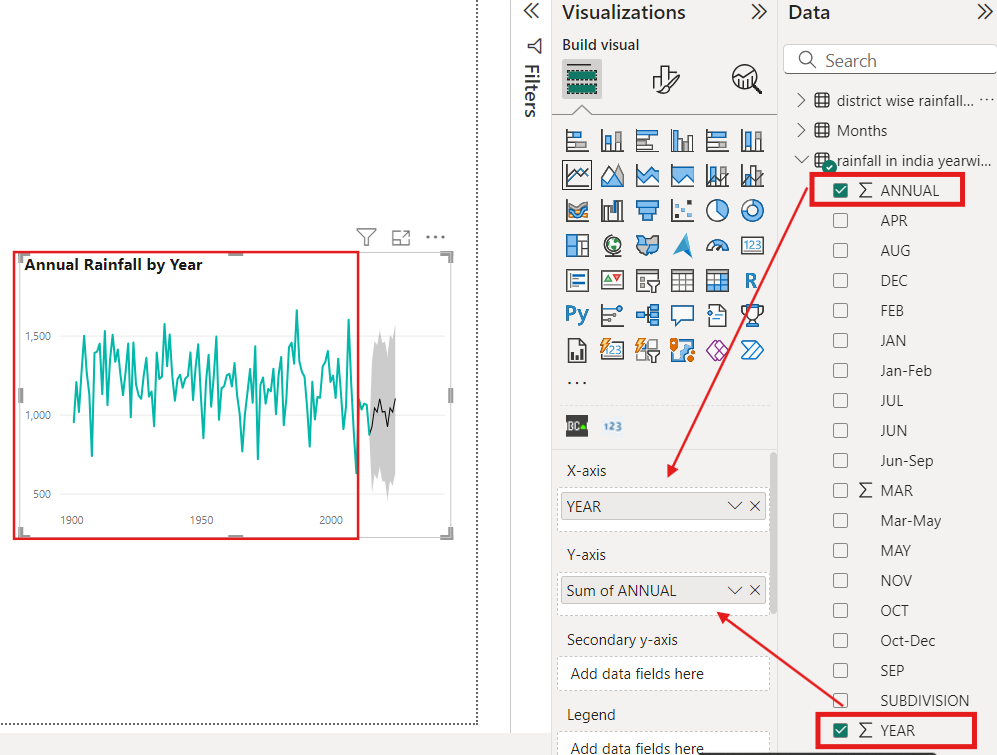 Annual Rainfall by Year
1,500
1,000
500
1900
1950
2000
Filters
Visualizations
Build visual
123
R
Py
123
123
X-axis
YEAR
Y-axis
Sum of ANNUAL
Secondary y-axis
Add data fields here
Legend
Add data fields here
Data
Search
district wise rainfall...
Months
rainfall in india yearwi...
ANNUAL
APR
AUG
DEC
FEB
JAN
Jan-Feb
JUL
JUN
Jun-Sep
MAR
Mar-May
MAY
NOV
OCT
Oct-Dec
SEP
SUBDIVISION
YEAR